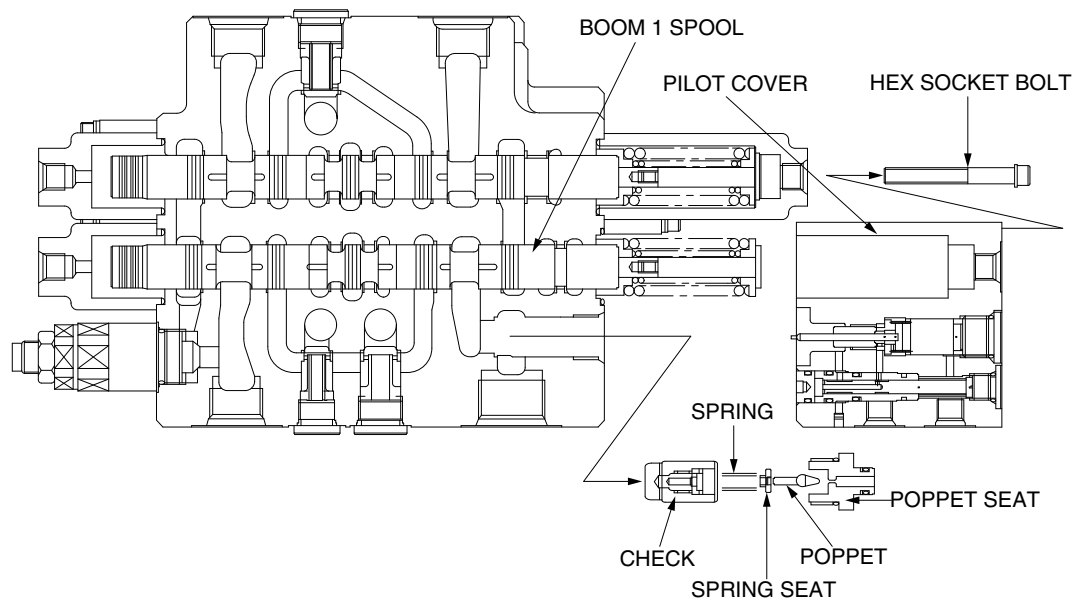 BOOM 1 SPOOL
PILOT COVER
HEX SOCKET BOLT
SPRING
POPPET SEAT
CHECK
POPPET
SPRING SEAT